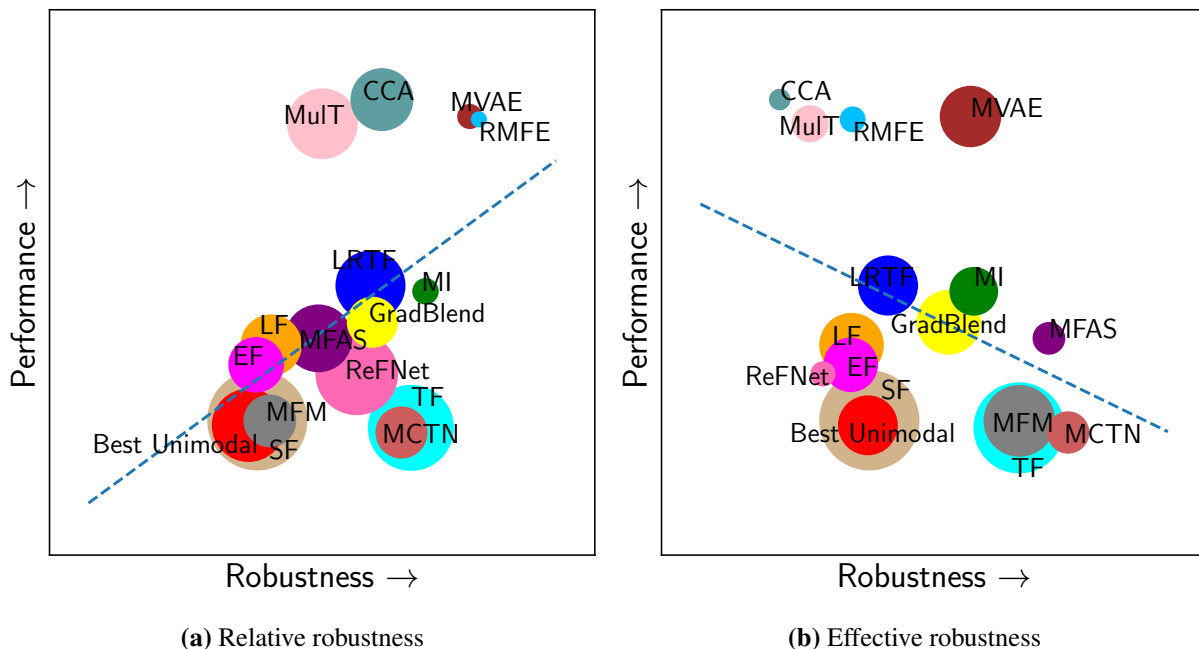 CCA
MulT
MVAE
RMFE
LRTF
MI
GradBlend
LF
MFAS
EF
ReFNet
TF
MFM
MCTN
Best Unimodal
SF
Performance →
Robustness →
(a) Relative robustness
CCA
MulT
RMFE
MVAE
LRTF
MI
GradBlend
MFAS
LF
EF
ReFNet
SF
Best Unimodal
MFM
MCTN
TF
Performance →
Robustness →
(b) Effective robustness